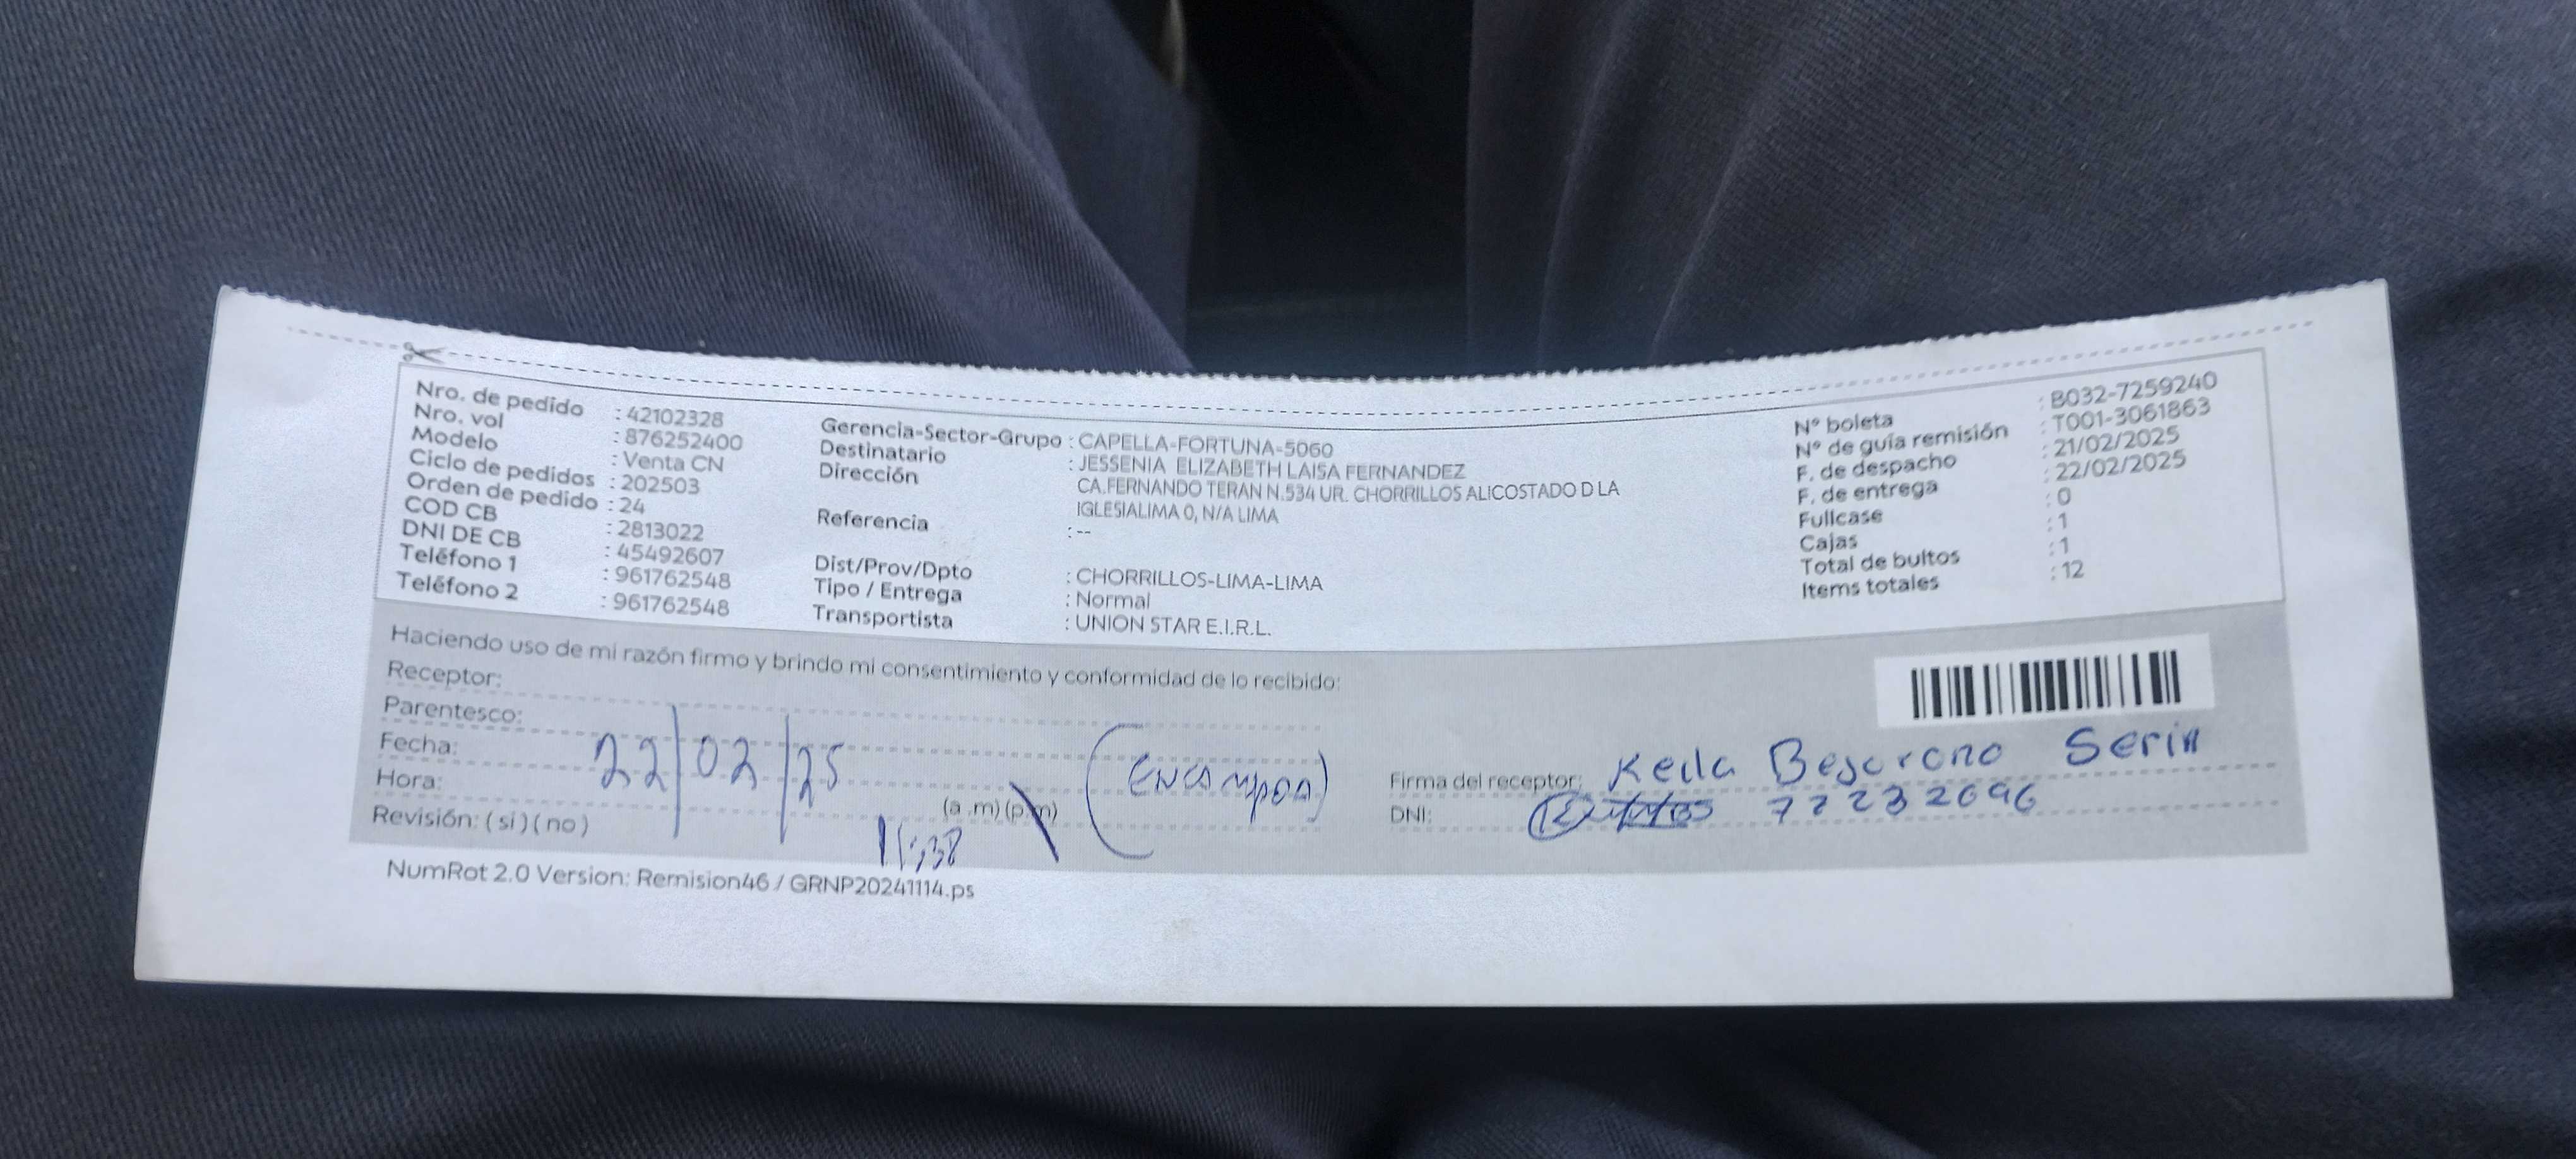 Nro. de pedido : 42102328
Nro. vol : 876252400
Modelo : Venta CN
Ciclo de pedidos : 202503
Orden de pedido : 24
COD CB : 2813022
DNI DE CB : 45492607
Teléfono 1 : 961762548
Teléfono 2 : 961762548
Gerencia-Sector-Grupo : CAPELLA-FORTUNA-5060
Destinatario : JESSENIA ELIZABETH LAISA FERNANDEZ
Dirección CA.FERNANDO TERAN N.534 UR. CHORRILLOS ALICOSTADO D LA
IGLESIALIMA 0, N/A LIMA
Referencia : --
Dist/Prov/Dpto : CHORRILLOS-LIMA-LIMA
Tipo / Entrega : Normal
Transportista : UNION STAR E.I.R.L.
Nº boleta : B032-7259240
Nº de guía remisión : T001-3061863
F. de despacho : 21/02/2025
F. de entrega : 22/02/2025
Fullcase : 0
Cajas : 1
Total de bultos : 1
Items totales : 12
Haciendo uso de mi razón firmo y brindo mi consentimiento y conformidad de lo recibido:
Receptor:
Parentesco:
Fecha: 22/02/25
Hora: 11:38 (a.m) (p.m)
Revisión: ( si ) ( no )
Firma del receptor: Keila Bejarano Serin
DNI: 72232696
NumRot 2.0 Version: Remision46 / GRNP20241114.ps